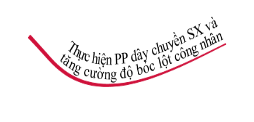 Thực hiện PP dây chuyền SX và
tăng cường độ bóc lột công nhân